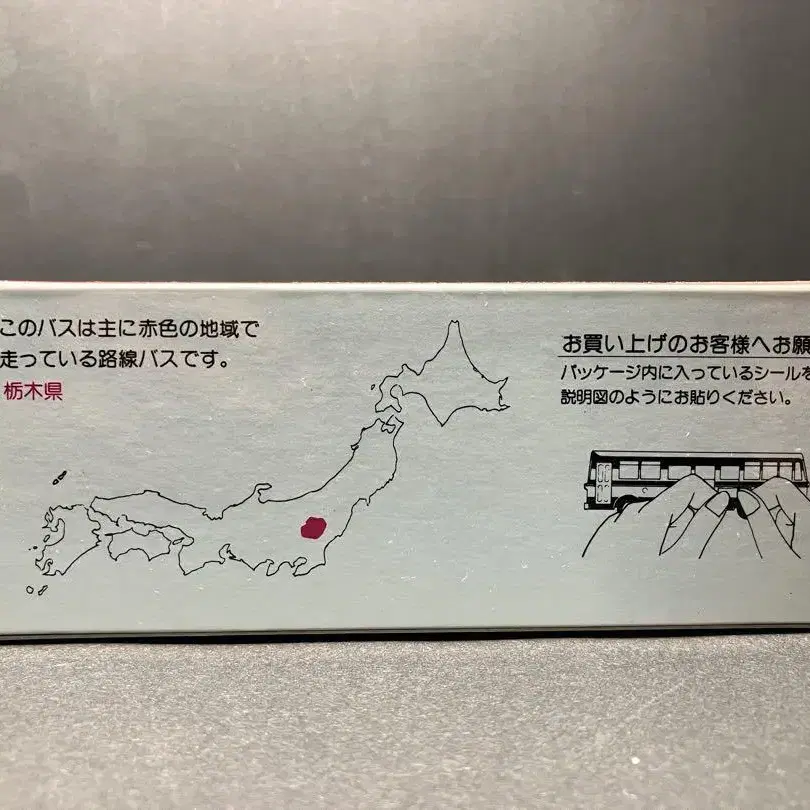 このバスは主に赤色の地域で
走っている路線バスです。
栃木県
お買い上げのお客様へお願
パッケージ内に入っているシールを
説明図のようにお貼りください。